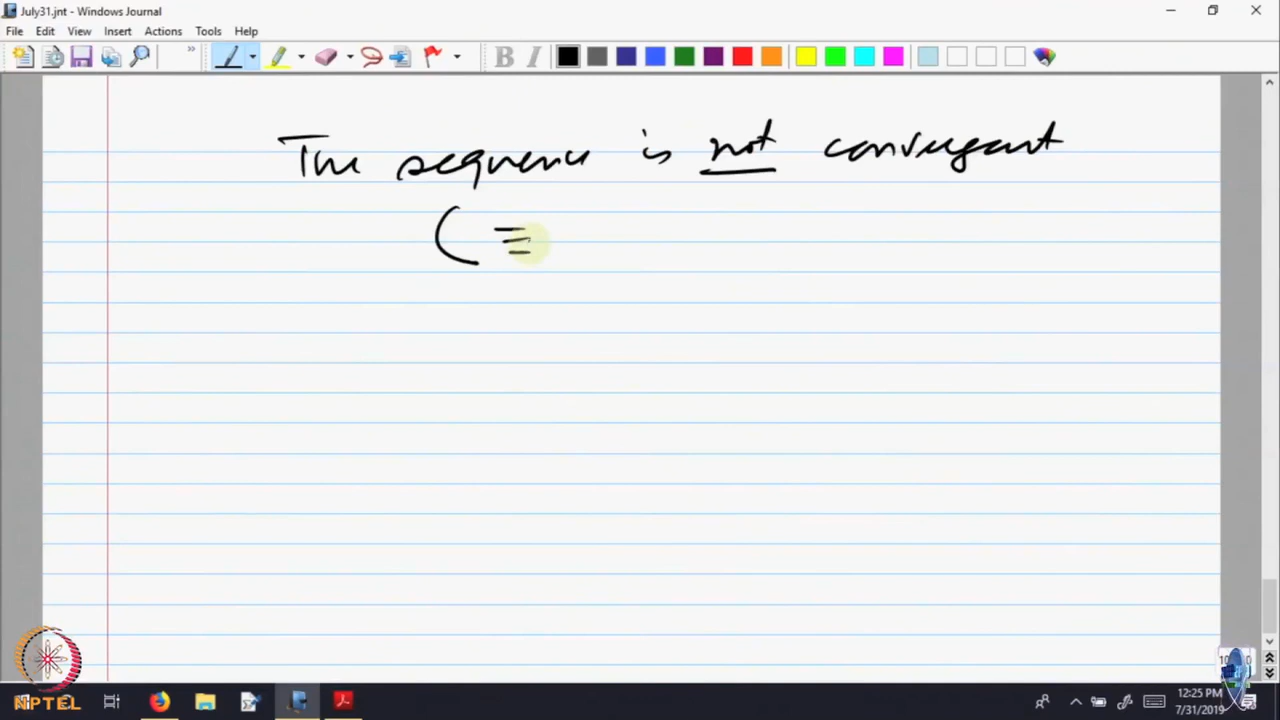 July31.jnt - Windows Journal
File Edit View Insert Actions Tools Help
B I
The sequence is not convergent
( ≡
NPTEL
12:25 PM
7/31/2019